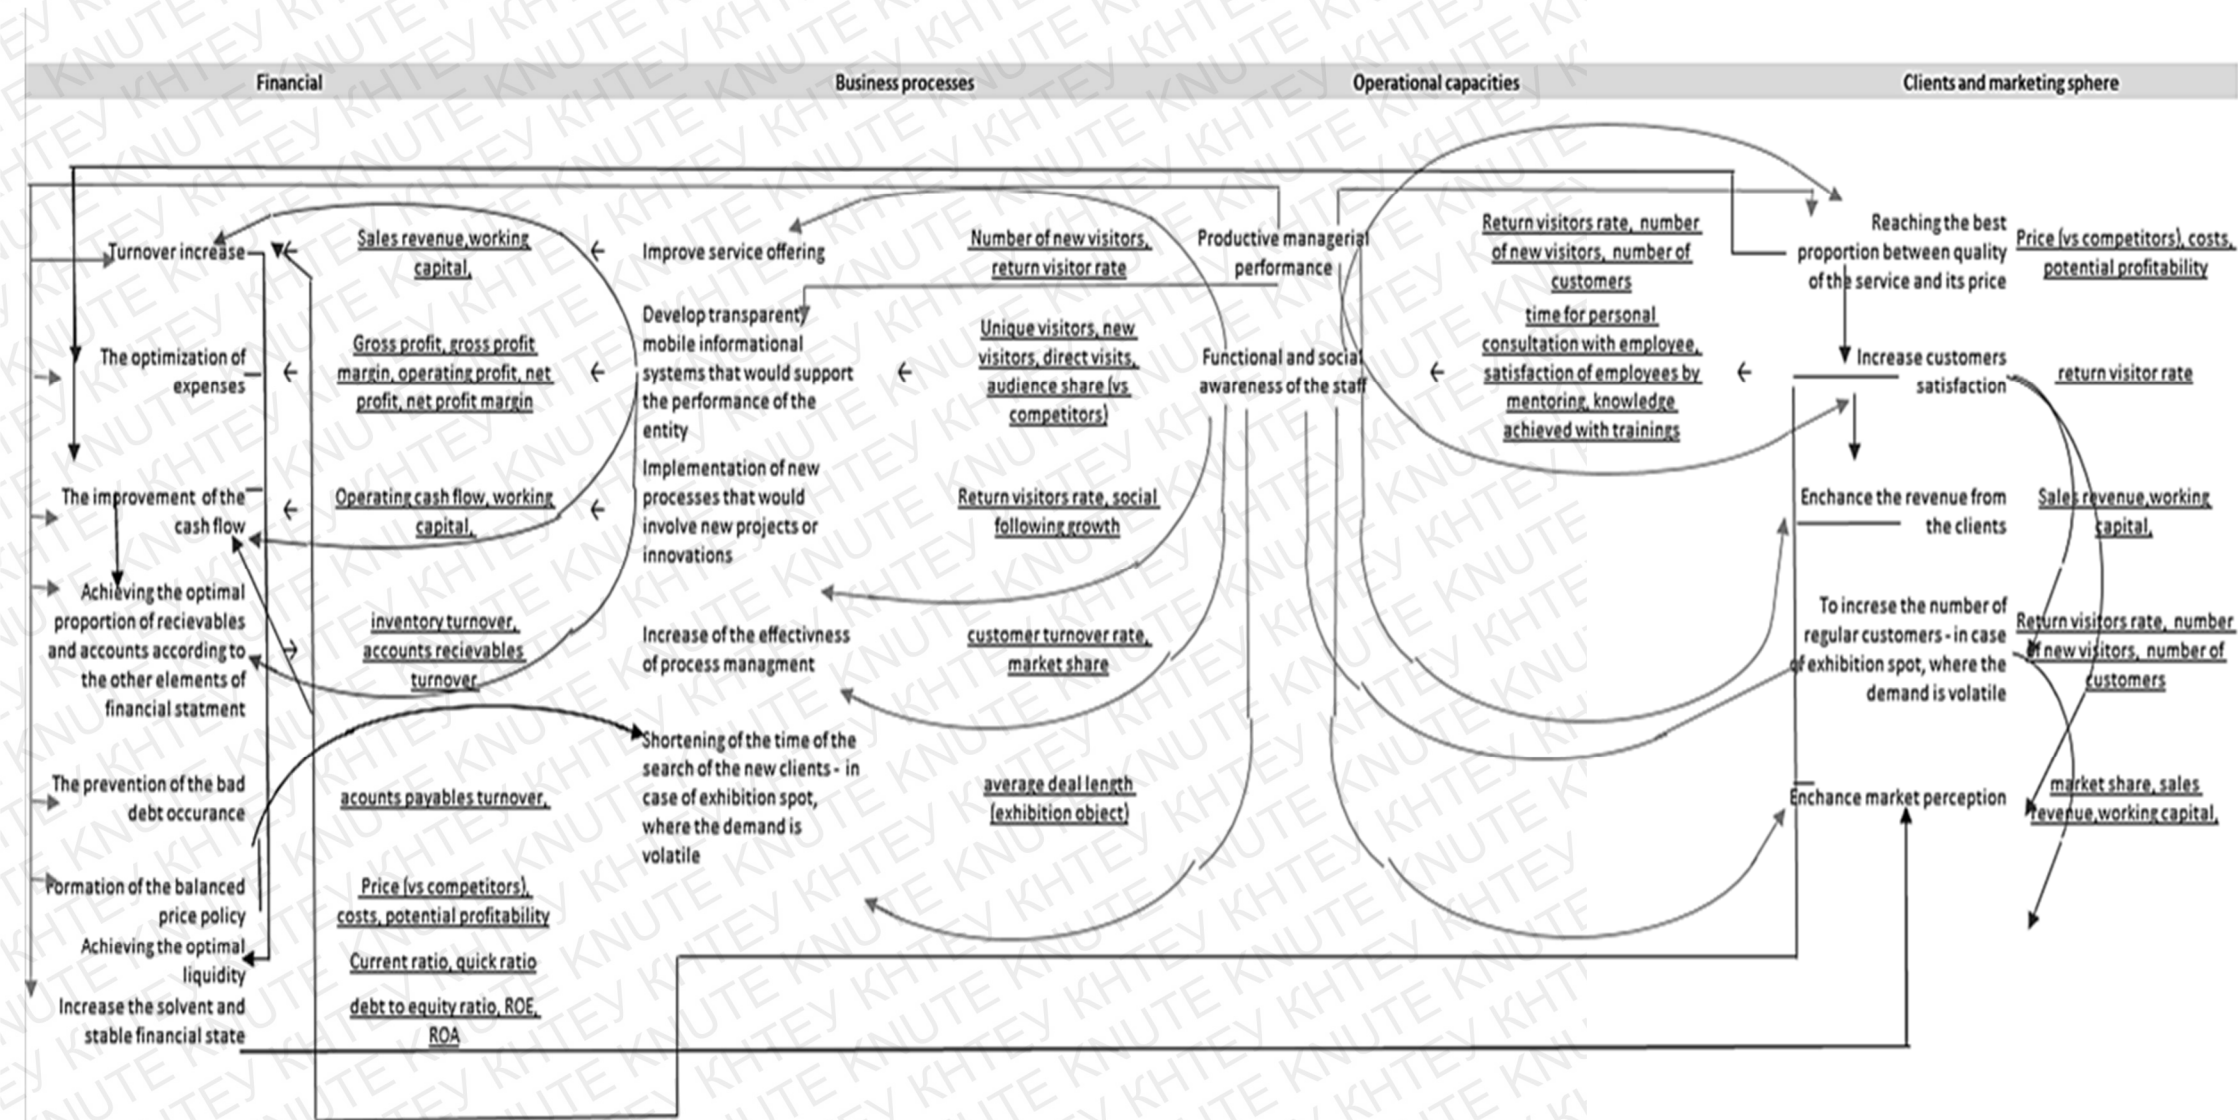 Financial
Business processes
Operational capacities
Clients and marketing sphere
Turnover increase
The optimization of
expenses
The improvement of the
cash flow
Achieving the optimal
proportion of recievables
and accounts according to
the other elements of
financial statment
The prevention of the bad
debt occurance
Formation of the balanced
price policy
Achieving the optimal
liquidity
Increase the solvent and
stable financial state
Sales revenue,working
capital,
Gross profit, gross profit
margin, operating profit, net
profit, net profit margin
Operating cash flow, working
capital,
inventory turnover,
accounts recievables
turnover
acounts payables turnover,
Price (vs competitors),
costs, potential profitability
Current ratio, quick ratio
debt to equity ratio, ROE,
ROA
Improve service offering
Develop transparent
mobile informational
systems that would support
the performance of the
entity
Implementation of new
processes that would
involve new projects or
innovations
Increase of the effectivness
of process managment
Shortening of the time of the
search of the new clients - in
case of exhibition spot,
where the demand is
volatile
Number of new visitors,
return visitor rate
Unique visitors, new
visitors, direct visits,
audience share (vs
competitors)
Return visitors rate, social
following growth
customer turnover rate,
market share
average deal length
(exhibition object)
Productive managerial
performance
Functional and social
awareness of the staff
Return visitors rate, number
of new visitors, number of
customers
time for personal
consultation with employee,
satisfaction of employees by
mentoring, knowledge
achieved with trainings
Reaching the best
proportion between quality
of the service and its price
Increase customers
satisfaction
Enchance the revenue from
the clients
To increse the number of
regular customers - in case
of exhibition spot, where the
demand is volatile
Enchance market perception
Price (vs competitors), costs,
potential profitability
return visitor rate
Sales revenue,working
capital,
Return visitors rate, number
of new visitors, number of
customers
market share, sales
revenue,working capital,